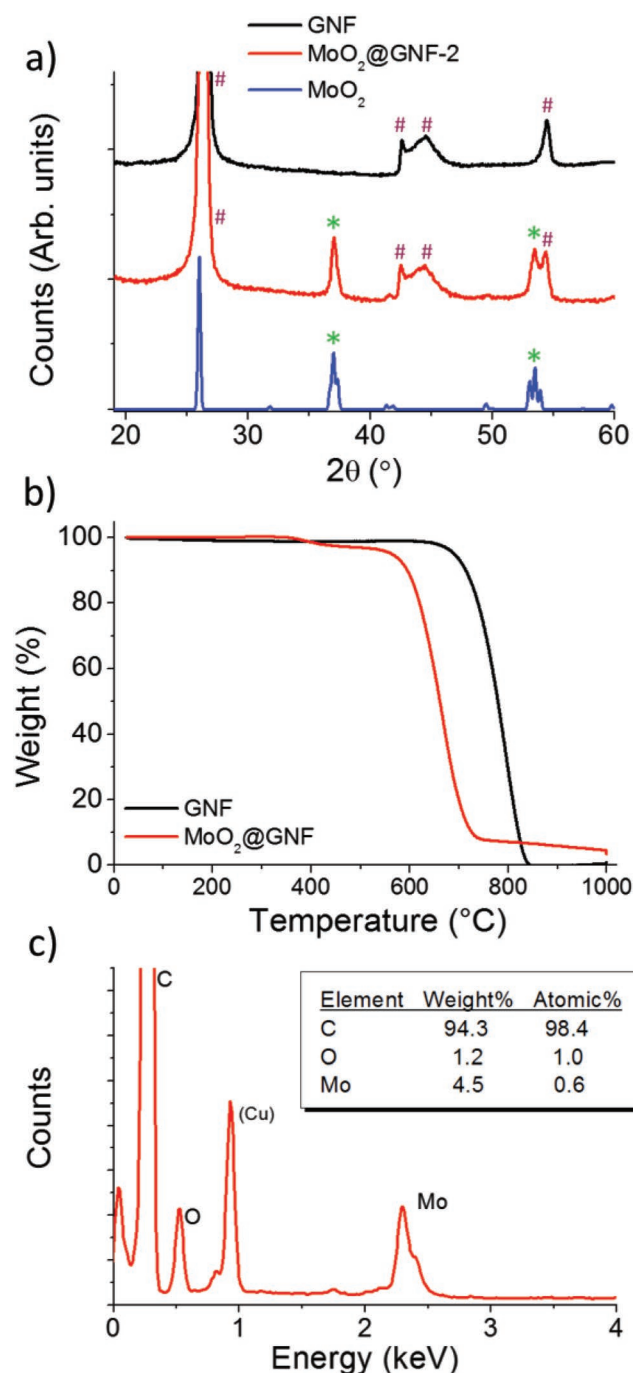 a)
GNF
MoO2@GNF-2
MoO2
# # # #
# * # # * #
* *
Counts (Arb. units)
20 30 40 50 60
2θ (°)
b)
100
80
60
40
20
0
Weight (%)
GNF
MoO2@GNF
0 200 400 600 800 1000
Temperature (°C)
c)
C
O
(Cu)
Mo
Element Weight% Atomic%
C 94.3 98.4
O 1.2 1.0
Mo 4.5 0.6
Counts
0 1 2 3 4
Energy (keV)